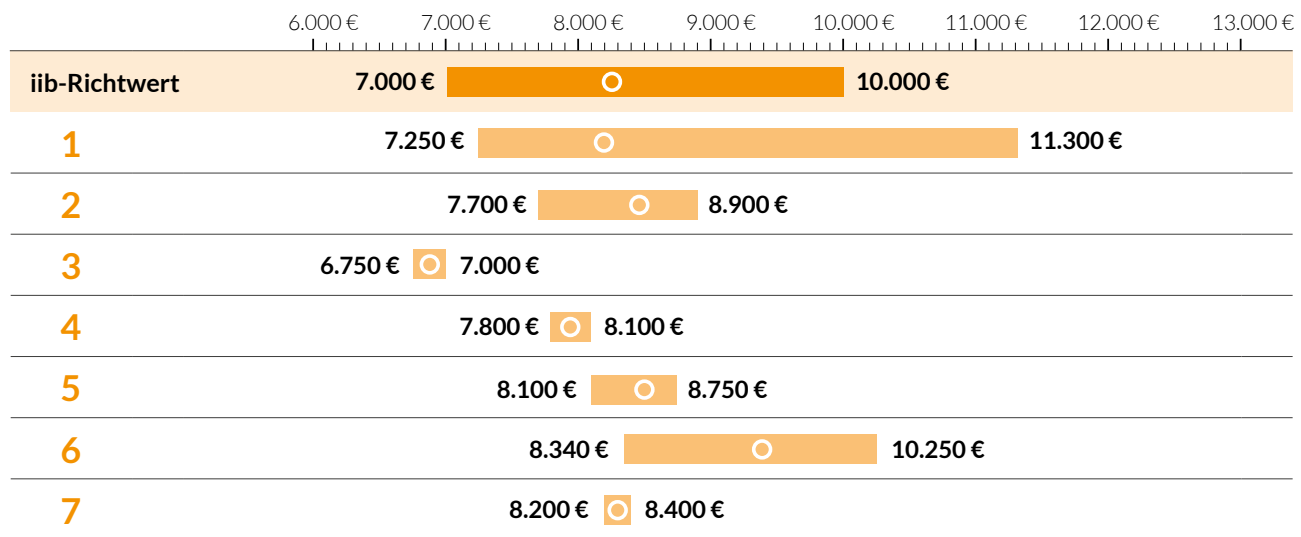 6.000 € 7.000 € 8.000 € 9.000 € 10.000 € 11.000 € 12.000 € 13.000 €
iib-Richtwert 7.000 € 10.000 €
1 7.250 € 11.300 €
2 7.700 € 8.900 €
3 6.750 € 7.000 €
4 7.800 € 8.100 €
5 8.100 € 8.750 €
6 8.340 € 10.250 €
7 8.200 € 8.400 €